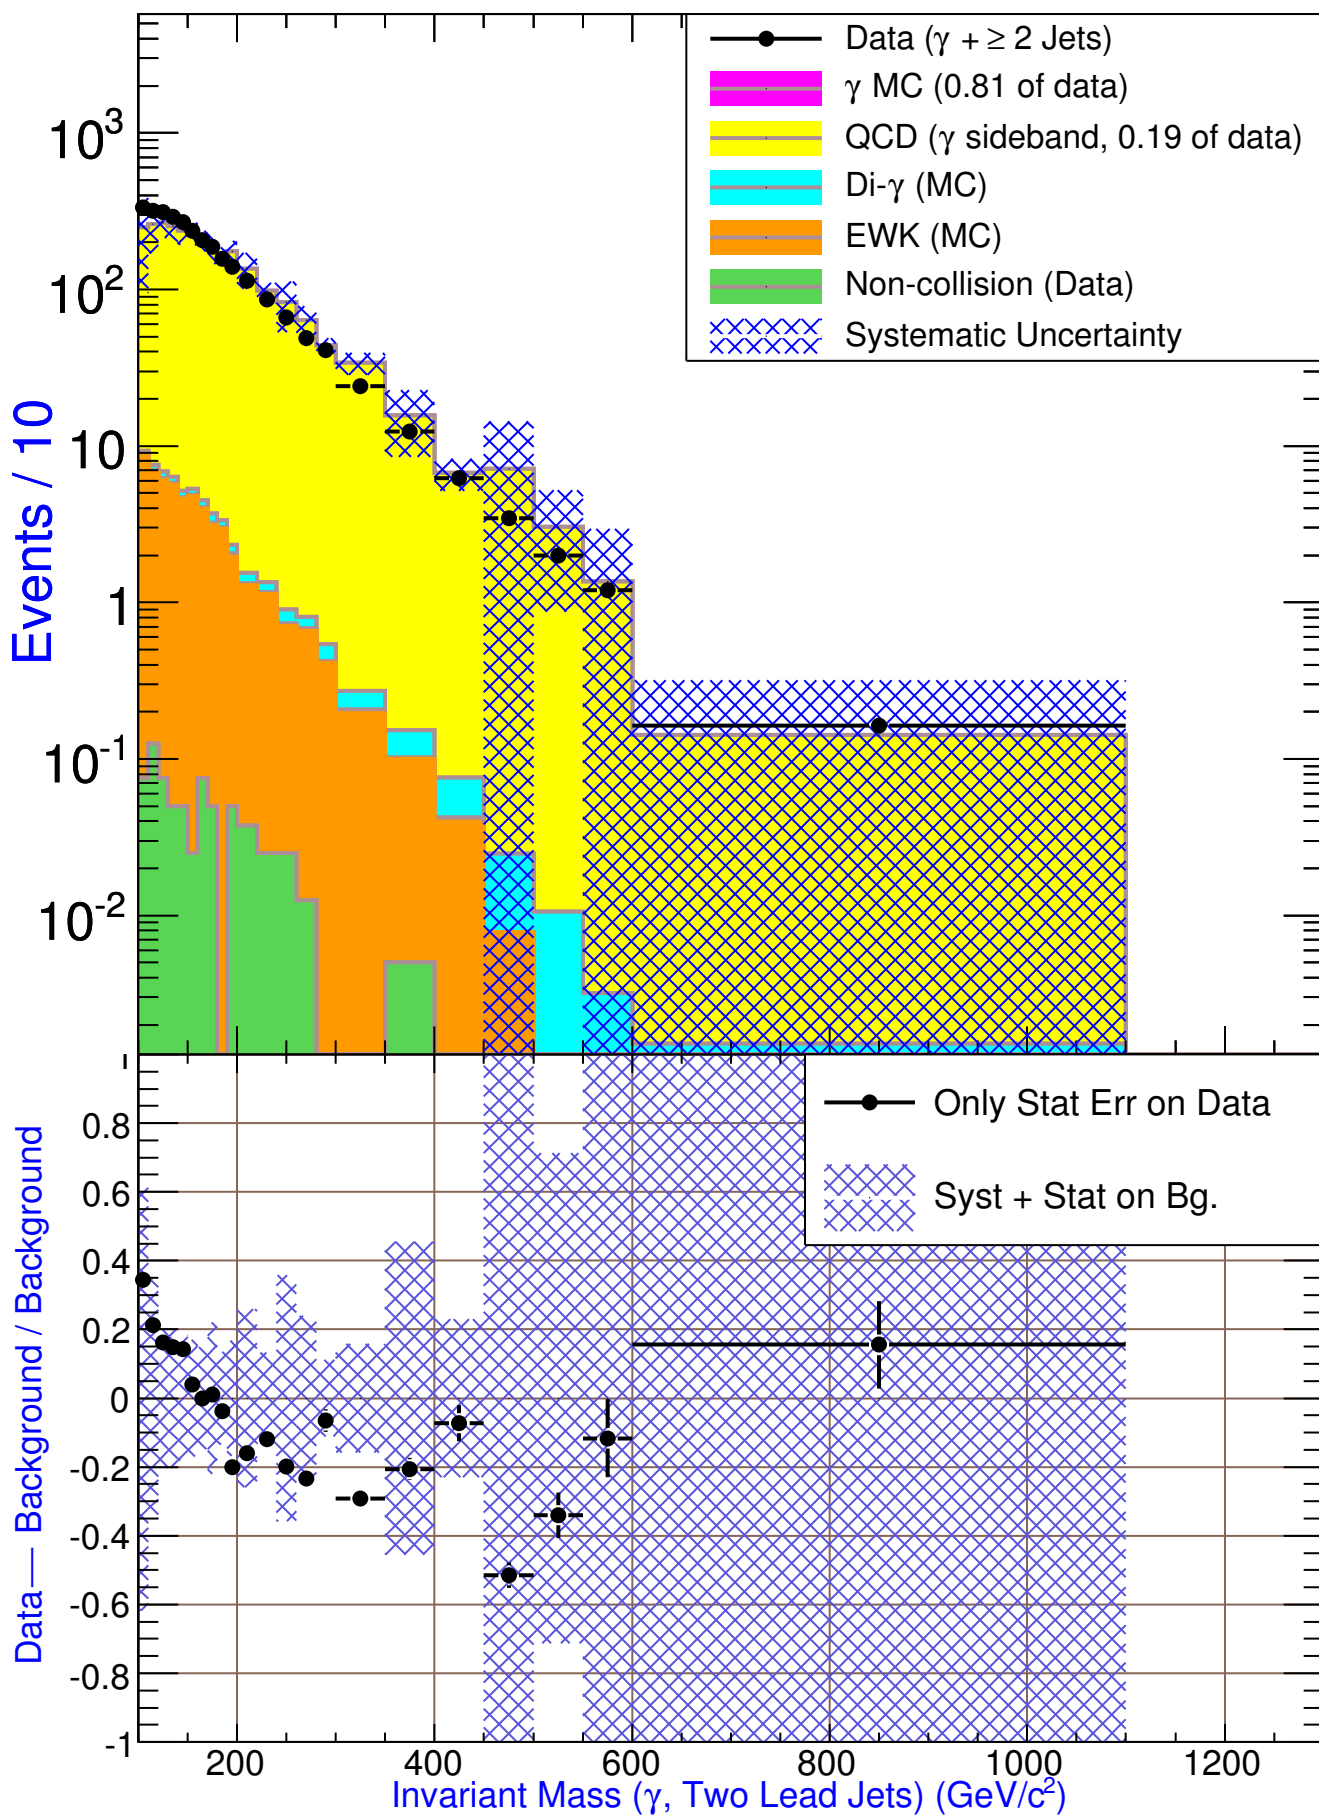 Data (γ + ≥ 2 Jets)
γ MC (0.81 of data)
QCD (γ sideband, 0.19 of data)
Di-γ (MC)
EWK (MC)
Non-collision (Data)
Systematic Uncertainty
10³
10²
10
1
10⁻¹
10⁻²
Events / 10
Only Stat Err on Data
Syst + Stat on Bg.
1
0.8
0.6
0.4
0.2
0
-0.2
-0.4
-0.6
-0.8
-1
Data— Background / Background
200 400 600 800 1000 1200
Invariant Mass (γ, Two Lead Jets) (GeV/c²)